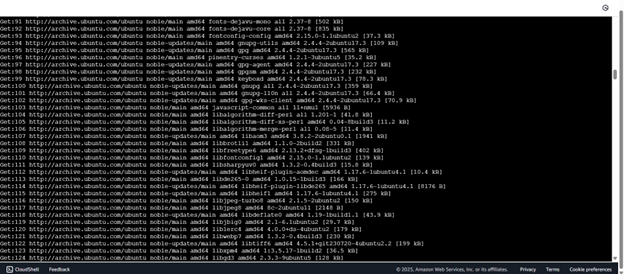 Get:91 http://archive.ubuntu.com/ubuntu noble/main amd64 fonts-dejavu-mono all 2.37-8 [502 kB]
Get:92 http://archive.ubuntu.com/ubuntu noble/main amd64 fonts-dejavu-core all 2.37-8 [835 kB]
Get:93 http://archive.ubuntu.com/ubuntu noble/main amd64 fontconfig-config amd64 2.15.0-1.1ubuntu2 [37.3 kB]
Get:94 http://archive.ubuntu.com/ubuntu noble-updates/main amd64 gnupg-utils amd64 2.4.4-2ubuntu17.3 [109 kB]
Get:95 http://archive.ubuntu.com/ubuntu noble-updates/main amd64 gpg amd64 2.4.4-2ubuntu17.3 [565 kB]
Get:96 http://archive.ubuntu.com/ubuntu noble/main amd64 pinentry-curses amd64 1.2.1-3ubuntu5 [35.2 kB]
Get:97 http://archive.ubuntu.com/ubuntu noble-updates/main amd64 gpg-agent amd64 2.4.4-2ubuntu17.3 [227 kB]
Get:98 http://archive.ubuntu.com/ubuntu noble-updates/main amd64 gpgsm amd64 2.4.4-2ubuntu17.3 [232 kB]
Get:99 http://archive.ubuntu.com/ubuntu noble-updates/main amd64 keyboxd amd64 2.4.4-2ubuntu17.3 [78.3 kB]
Get:100 http://archive.ubuntu.com/ubuntu noble-updates/main amd64 gnupg all 2.4.4-2ubuntu17.3 [359 kB]
Get:101 http://archive.ubuntu.com/ubuntu noble-updates/main amd64 gnupg-l10n all 2.4.4-2ubuntu17.3 [66.4 kB]
Get:102 http://archive.ubuntu.com/ubuntu noble-updates/main amd64 gpg-wks-client amd64 2.4.4-2ubuntu17.3 [70.9 kB]
Get:103 http://archive.ubuntu.com/ubuntu noble/main amd64 javascript-common all 11+nmu1 [5936 B]
Get:104 http://archive.ubuntu.com/ubuntu noble/main amd64 libalgorithm-diff-perl all 1.201-1 [41.8 kB]
Get:105 http://archive.ubuntu.com/ubuntu noble/main amd64 libalgorithm-diff-xs-perl amd64 0.04-8build3 [11.2 kB]
Get:106 http://archive.ubuntu.com/ubuntu noble/main amd64 libalgorithm-merge-perl all 0.08-5 [11.4 kB]
Get:107 http://archive.ubuntu.com/ubuntu noble-updates/main amd64 libaom3 amd64 3.8.2-2ubuntu0.1 [1941 kB]
Get:108 http://archive.ubuntu.com/ubuntu noble/main amd64 libbrotli1 amd64 1.1.0-2build2 [331 kB]
Get:109 http://archive.ubuntu.com/ubuntu noble/main amd64 libfreetype6 amd64 2.13.2+dfsg-1build3 [402 kB]
Get:110 http://archive.ubuntu.com/ubuntu noble/main amd64 libfontconfig1 amd64 2.15.0-1.1ubuntu2 [139 kB]
Get:111 http://archive.ubuntu.com/ubuntu noble/main amd64 libsharpyuv0 amd64 1.3.2-0.4build3 [15.8 kB]
Get:112 http://archive.ubuntu.com/ubuntu noble-updates/main amd64 libheif-plugin-aomdec amd64 1.17.6-1ubuntu4.1 [10.4 kB]
Get:113 http://archive.ubuntu.com/ubuntu noble/main amd64 libde265-0 amd64 1.0.15-1build3 [166 kB]
Get:114 http://archive.ubuntu.com/ubuntu noble-updates/main amd64 libheif-plugin-libde265 amd64 1.17.6-1ubuntu4.1 [8176 B]
Get:115 http://archive.ubuntu.com/ubuntu noble-updates/main amd64 libheif1 amd64 1.17.6-1ubuntu4.1 [275 kB]
Get:116 http://archive.ubuntu.com/ubuntu noble/main amd64 libjpeg-turbo8 amd64 2.1.5-2ubuntu2 [150 kB]
Get:117 http://archive.ubuntu.com/ubuntu noble/main amd64 libjpeg8 amd64 8c-2ubuntu11 [2148 B]
Get:118 http://archive.ubuntu.com/ubuntu noble-updates/main amd64 libdeflate0 amd64 1.19-1build1.1 [43.9 kB]
Get:119 http://archive.ubuntu.com/ubuntu noble/main amd64 libjbig0 amd64 2.1-6.1ubuntu2 [29.7 kB]
Get:120 http://archive.ubuntu.com/ubuntu noble/main amd64 liblerc4 amd64 4.0.0+ds-4ubuntu2 [179 kB]
Get:121 http://archive.ubuntu.com/ubuntu noble/main amd64 libwebp7 amd64 1.3.2-0.4build3 [230 kB]
Get:122 http://archive.ubuntu.com/ubuntu noble-updates/main amd64 libtiff6 amd64 4.5.1+git230720-4ubuntu2.2 [199 kB]
Get:123 http://archive.ubuntu.com/ubuntu noble/main amd64 libxpm4 amd64 1:3.5.17-1build2 [36.5 kB]
Get:124 http://archive.ubuntu.com/ubuntu noble/main amd64 libgd3 amd64 2.3.3-9ubuntu5 [128 kB]
CloudShell Feedback © 2025, Amazon Web Services, Inc. or its affiliates. Privacy Terms Cookie preferences